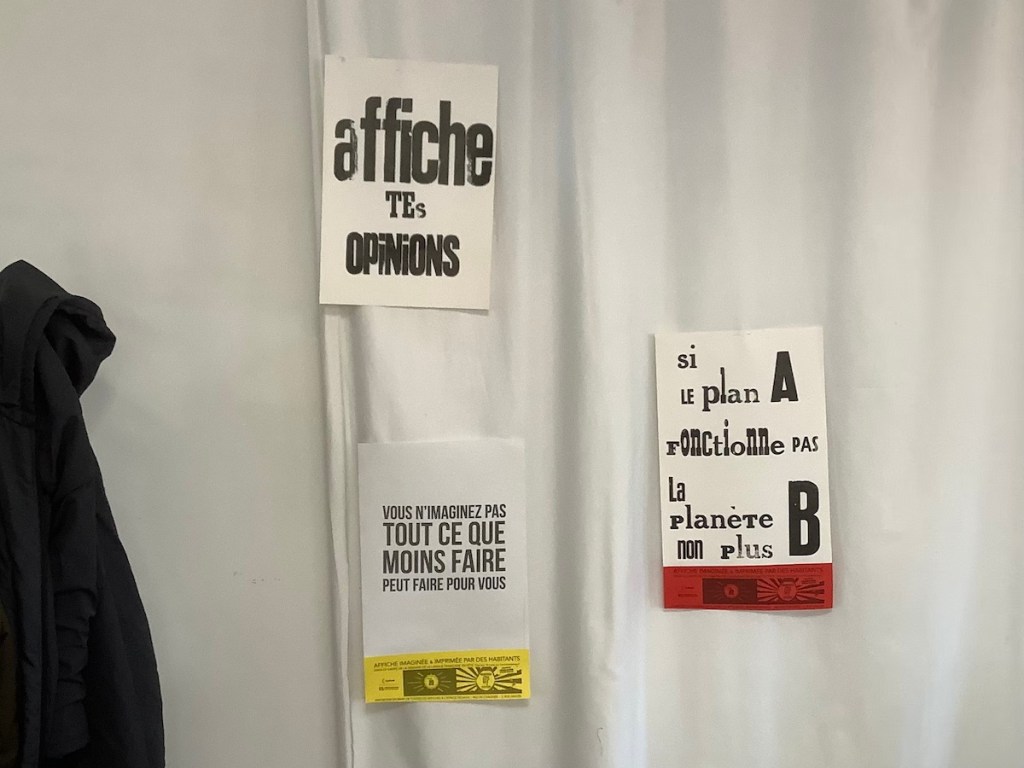 affiche
TEs
OPiNiONS
VOUS N'IMAGINEZ PAS
TOUT CE QUE
MOINS FAIRE
PEUT FAIRE POUR VOUS
AFFICHE IMAGINÉE & IMPRIMÉE PAR DES HABITANTS
si
LE plan A
Fonctionne PAS
La
Planète B
non Plus